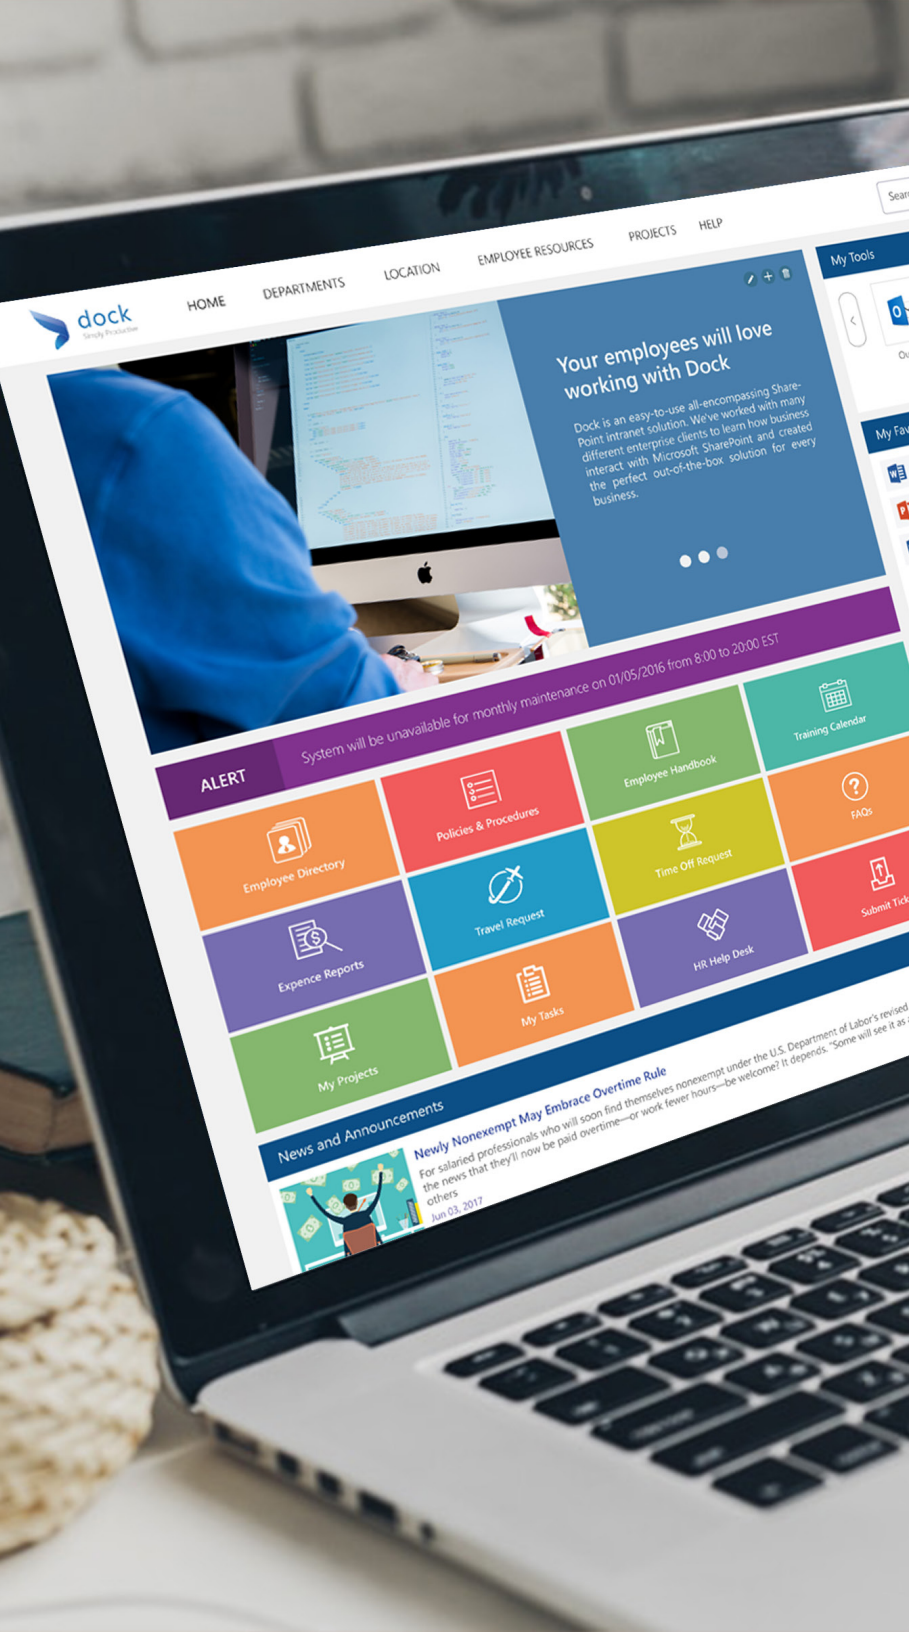 dock
Simply Productive
HOME
DEPARTMENTS
LOCATION
EMPLOYEE RESOURCES
PROJECTS
HELP
Sear
Your employees will love
working with Dock
Dock is an easy-to-use all-encompassing Share-
Point intranet solution. We've worked with many
different enterprise clients to learn how business
interact with Microsoft SharePoint and created
the perfect out-of-the-box solution for every
business.
My Tools
Ou
My Fav
ALERT
System will be unavailable for monthly maintenance on 01/05/2016 from 8:00 to 20:00 EST
Employee Directory
Policies & Procedures
Employee Handbook
Training Calendar
Expence Reports
Travel Request
Time Off Request
FAQs
My Projects
My Tasks
HR Help Desk
Submit Tick
News and Announcements
Newly Nonexempt May Embrace Overtime Rule
For salaried professionals who will soon find themselves nonexempt under the U.S. Department of Labor's revised
the news that they'll now be paid overtime—or work fewer hours—be welcome? It depends. "Some will see it as a
others
Jun 03, 2017